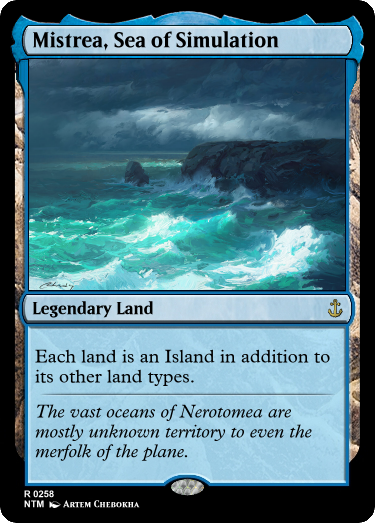 Mistrea, Sea of Simulation
Legendary Land
Each land is an Island in addition to
its other land types.
The vast oceans of Nerotomea are
mostly unknown territory to even the
merfolk of the plane.
R 0258
NTM Artem Chebokha